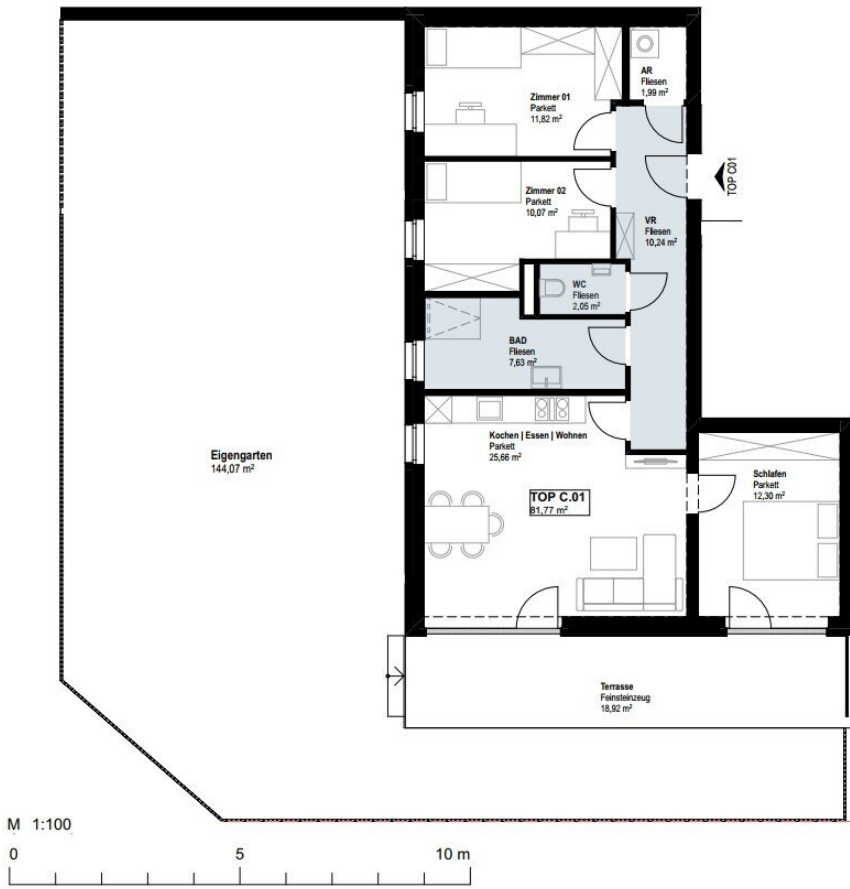 Zimmer 01
Parkett
11,82 m²
AR
Fliesen
1,99 m²
TOP C01
Zimmer 02
Parkett
10,07 m²
VR
Fliesen
10,24 m²
WC
Fliesen
2,05 m²
BAD
Fliesen
7,63 m²
Eigengarten
144,07 m²
Kochen | Essen | Wohnen
Parkett
25,66 m²
TOP C.01
81,77 m²
Schlafen
Parkett
12,30 m²
Terrasse
Feinsteinzeug
18,92 m²
M 1:100
0 5 10 m